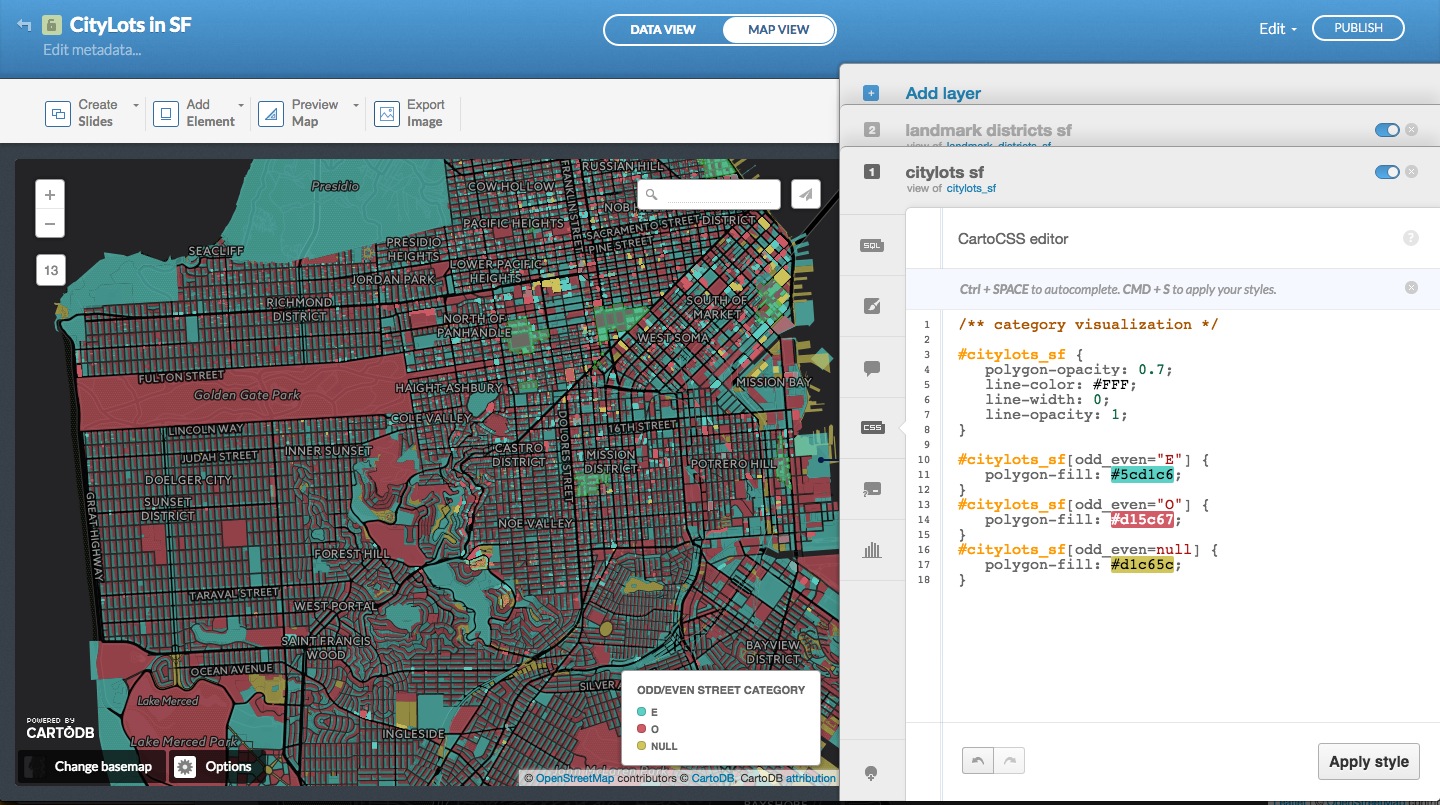 CityLots in SF
Edit metadata...
DATA VIEW
MAP VIEW
Edit
PUBLISH
Create
Slides
Add
Element
Preview
Map
Export
Image
Add layer
2
landmark districts sf
view of landmark_districts_sf
1
citylots sf
view of citylots_sf
SQL
CSS
CartoCSS editor
?
Ctrl + SPACE to autocomplete. CMD + S to apply your styles.
1 /** category visualization */
2
3 #citylots_sf {
4 polygon-opacity: 0.7;
5 line-color: #FFF;
6 line-width: 0;
7 line-opacity: 1;
8 }
9
10 #citylots_sf[odd_even="E"] {
11 polygon-fill: #5cd1c6;
12 }
13 #citylots_sf[odd_even="O"] {
14 polygon-fill: #d15c67;
15 }
16 #citylots_sf[odd_even=null] {
17 polygon-fill: #d1c65c;
18 }
Apply style
+
−
13
Presidio
RUSSIAN HILL
COW HOLLOW
FRANKLIN STREET
NOB H
PACIFIC HEIGHTS
SACRAMENTO STREET
DISTRICT
PINE STREET
SEACLIFF
PRESIDIO
HEIGHTS
LOWER PACIFIC
HEIGHTS
JORDAN PARK
RICHMOND
DISTRICT
SOUTH OF
MARKET
NORTH OF
PANHANDLE
WEST SOMA
FULTON STREET
HAIGHT-ASHBURY
MISSION BAY
Golden Gate Park
COLE VALLEY
LINCOLN WAY
16TH STREET
JUDAH STREET
INNER SUNSET
CASTRO
DISTRICT
DOLORES STREET
MISSION
DISTRICT
POTRERO HILL
DOELGER CITY
SUNSET
DISTRICT
GREAT HIGHWAY
NOE VALLEY
FOREST HILL
TARAVAL STREET
WEST PORTAL
SAINT FRANCIS
WOOD
BAYVIEW
DISTRICT
OCEAN AVENUE
SILVER A
Lake Merced
Lake Merced Park
INGLESIDE
ODD/EVEN STREET CATEGORY
E
O
NULL
POWERED BY
CARTODB
Change basemap
Options
© OpenStreetMap contributors © CartoDB, CartoDB attribution